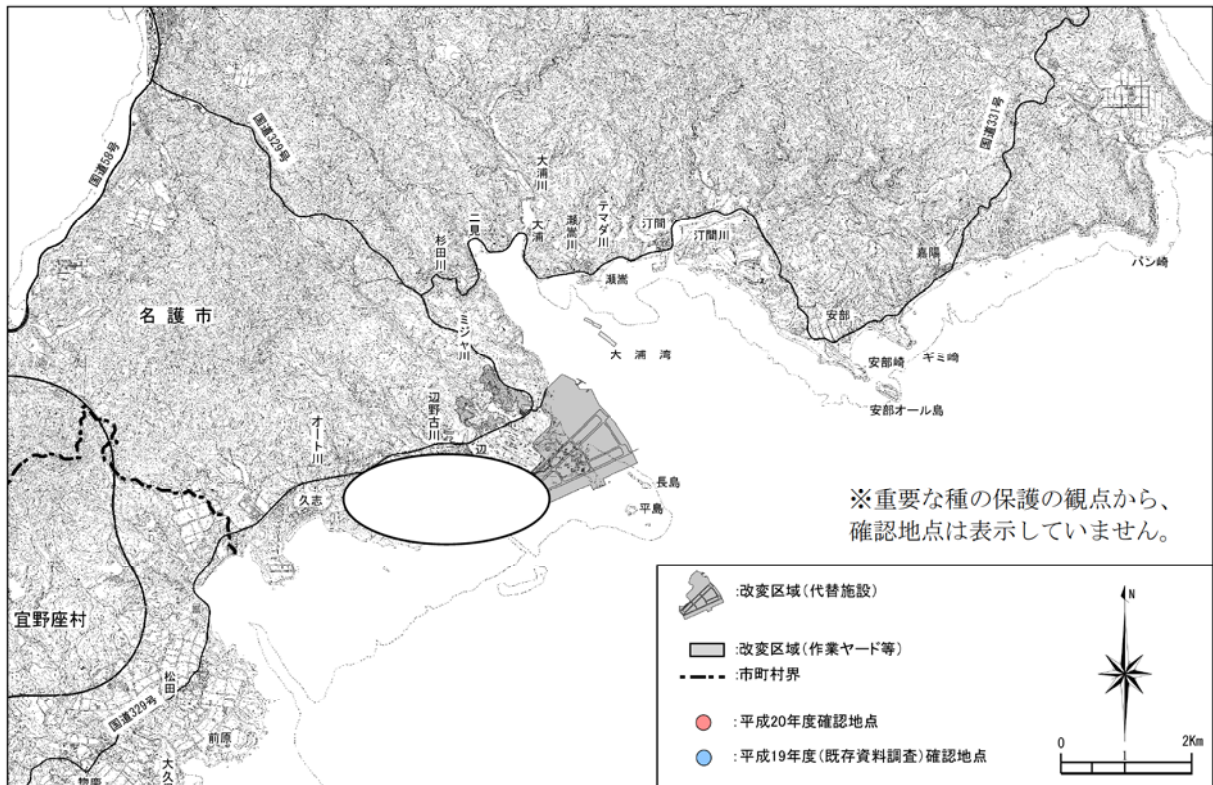 国道58号
国道329号
国道331号
大浦川
大浦
二見
杉田川
瀬嵩川
テマダ川
汀間
汀間川
瀬嵩
嘉陽
バン崎
安部
安部崎
ギミ崎
安部オール島
大浦湾
名護市
ミジャ川
辺野古川
辺
オート川
久志
長島
平島
※重要な種の保護の観点から、
確認地点は表示していません。
宜野座村
松田
国道329号
前原
:改変区域(代替施設)
:改変区域(作業ヤード等)
:市町村界
:平成20年度確認地点
:平成19年度(既存資料調査)確認地点
N
0 2Km